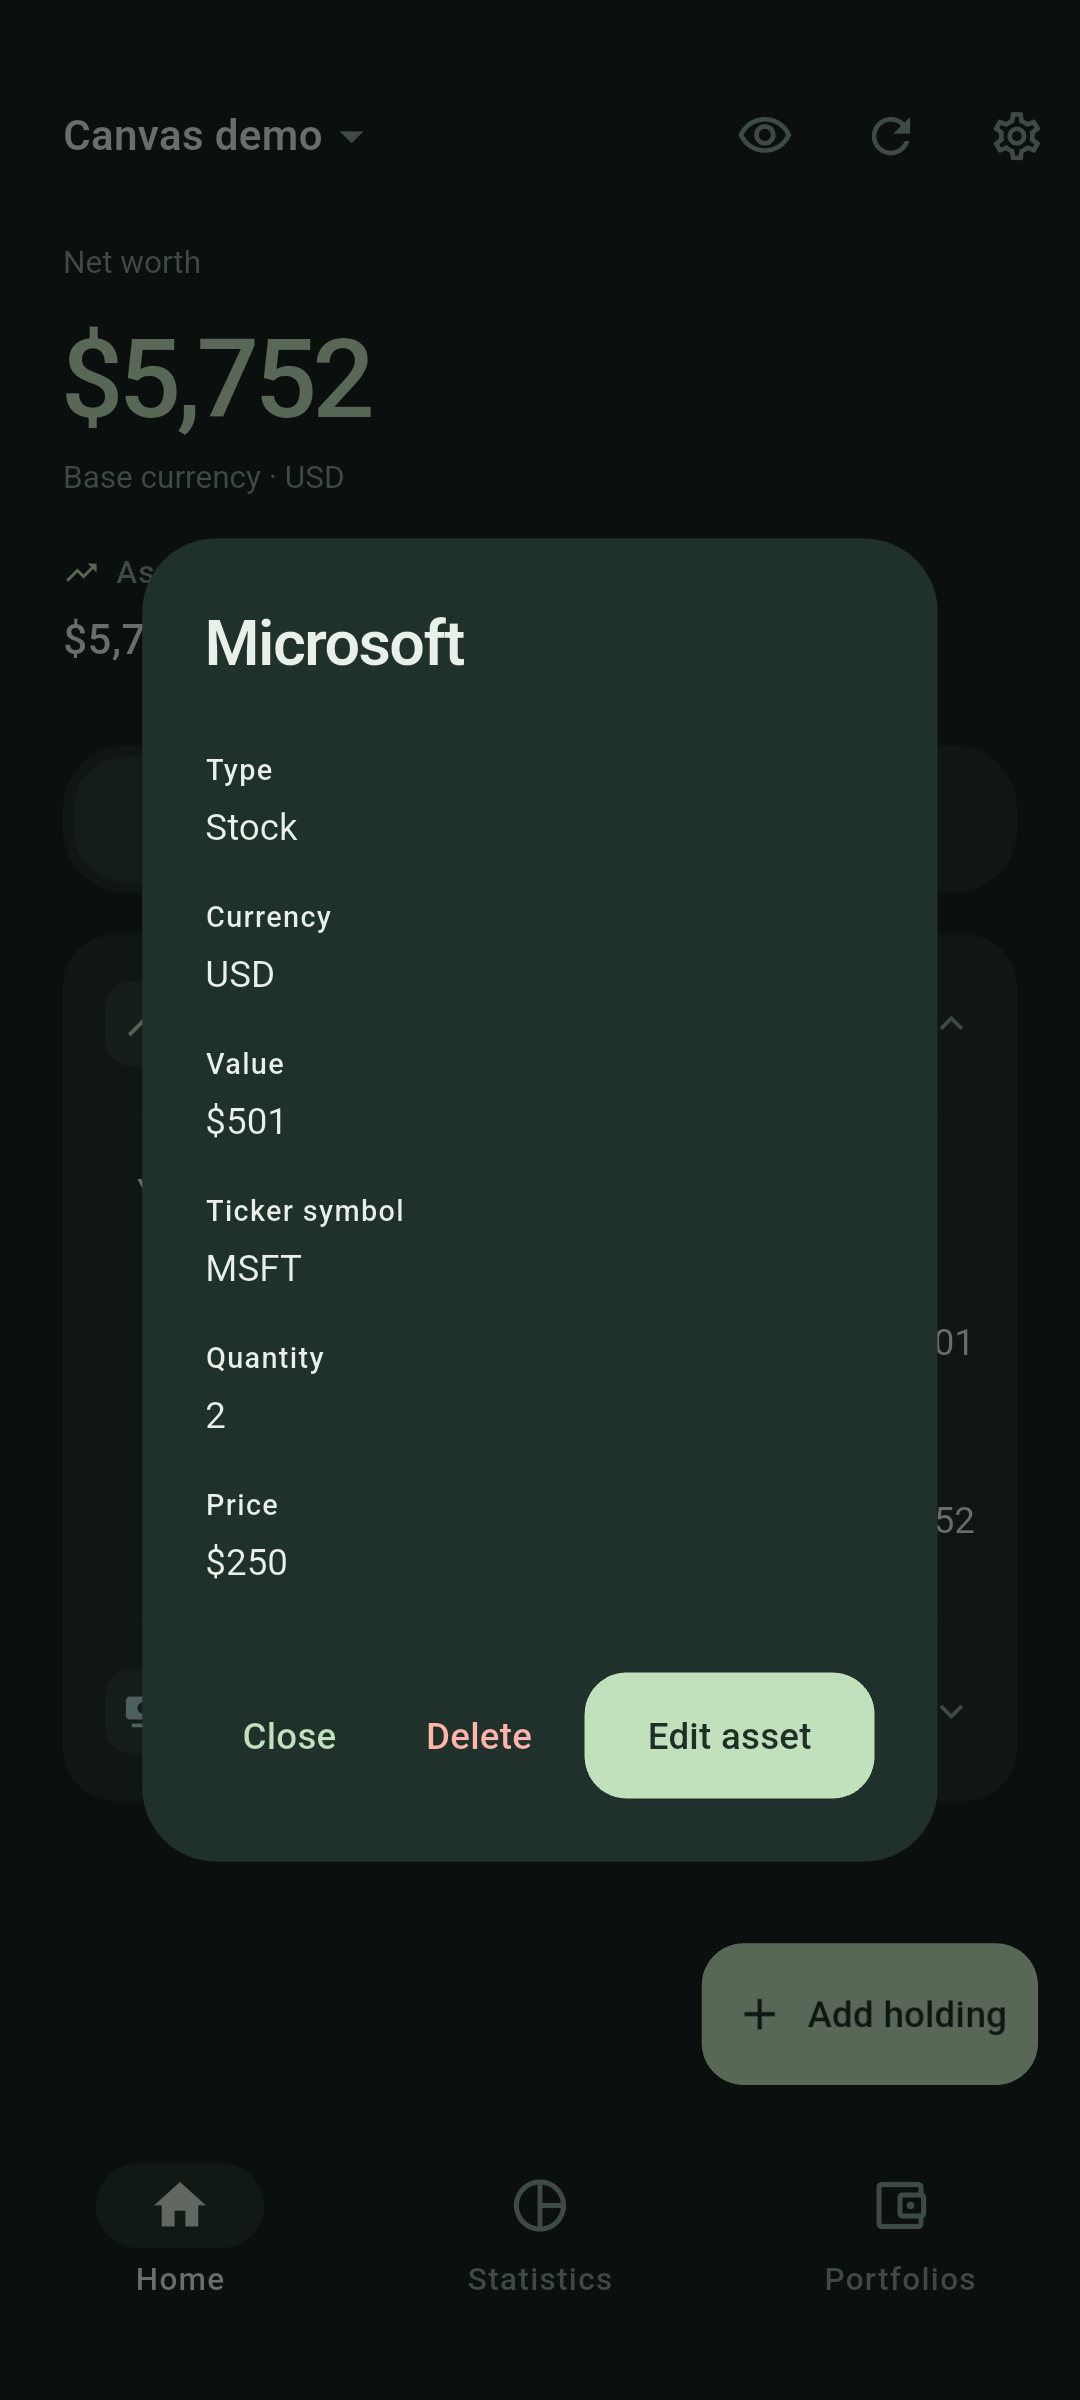 Canvas demo
Net worth
$5,752
Base currency · USD
Microsoft
Type
Stock
Currency
USD
Value
$501
Ticker symbol
MSFT
Quantity
2
Price
$250
Close
Delete
Edit asset
Add holding
Home
Statistics
Portfolios